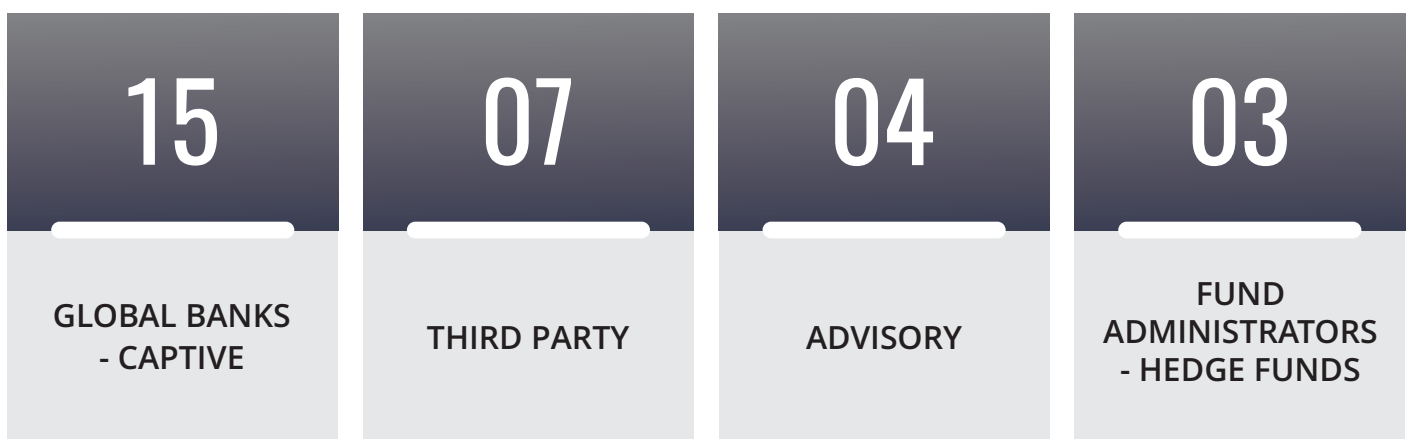 15
GLOBAL BANKS
- CAPTIVE
07
THIRD PARTY
04
ADVISORY
03
FUND
ADMINISTRATORS
- HEDGE FUNDS